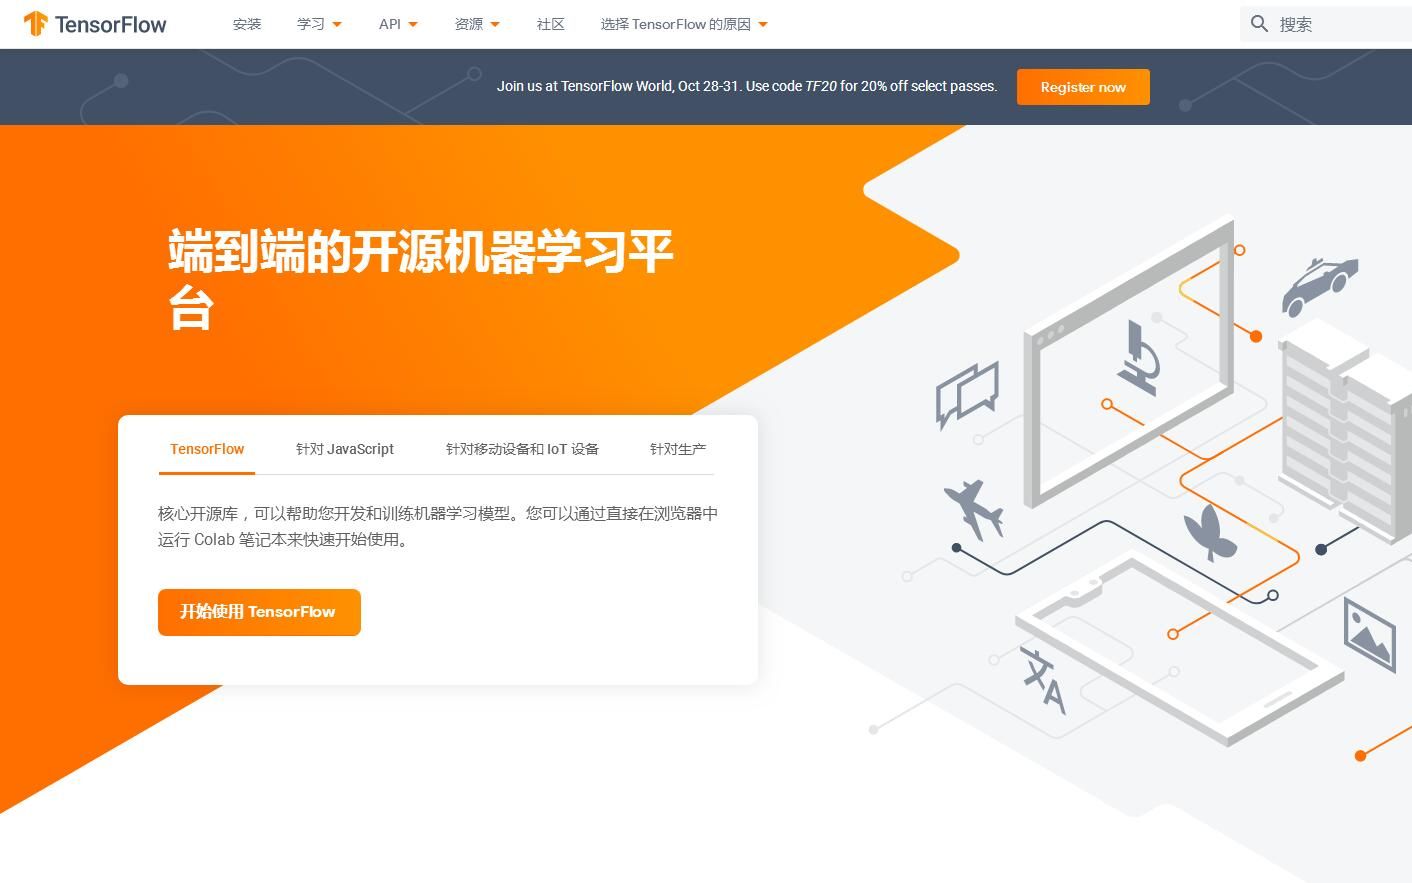 TensorFlow
安装
学习
API
资源
社区
选择 TensorFlow 的原因
搜索
Join us at TensorFlow World, Oct 28-31. Use code TF20 for 20% off select passes.
Register now
端到端的开源机器学习平
台
TensorFlow
针对 JavaScript
针对移动设备和 IoT 设备
针对生产
核心开源库，可以帮助您开发和训练机器学习模型。您可以通过直接在浏览器中
运行 Colab 笔记本来快速开始使用。
开始使用 TensorFlow
文A